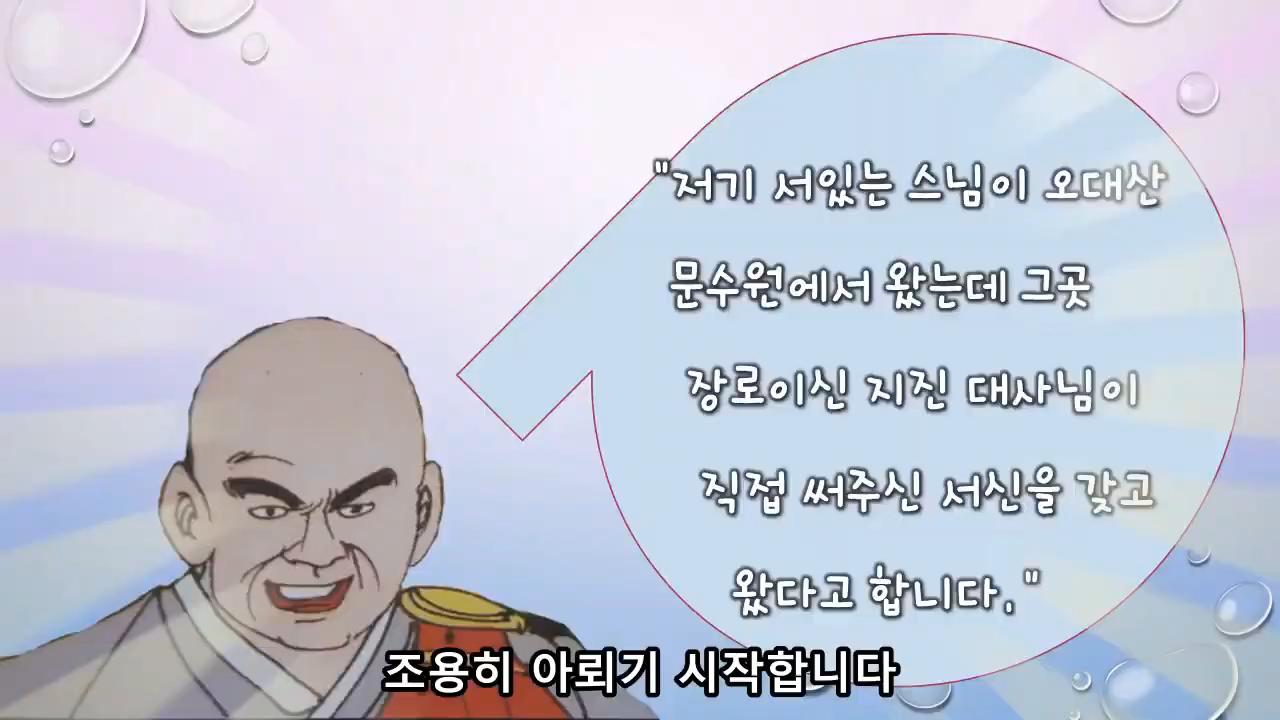 "저기 서있는 스님이 오대산
문수원에서 왔는데 그곳
장로이신 지진 대사님이
직접 써주신 서신을 갖고
왔다고 합니다."
조용히 아뢰기 시작합니다